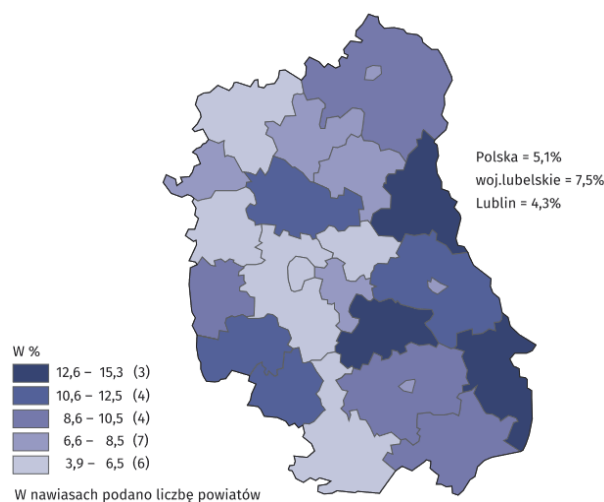 Polska = 5,1%
woj.lubelskie = 7,5%
Lublin = 4,3%
W %
12,6 – 15,3 (3)
10,6 – 12,5 (4)
8,6 – 10,5 (4)
6,6 – 8,5 (7)
3,9 – 6,5 (6)
W nawiasach podano liczbę powiatów